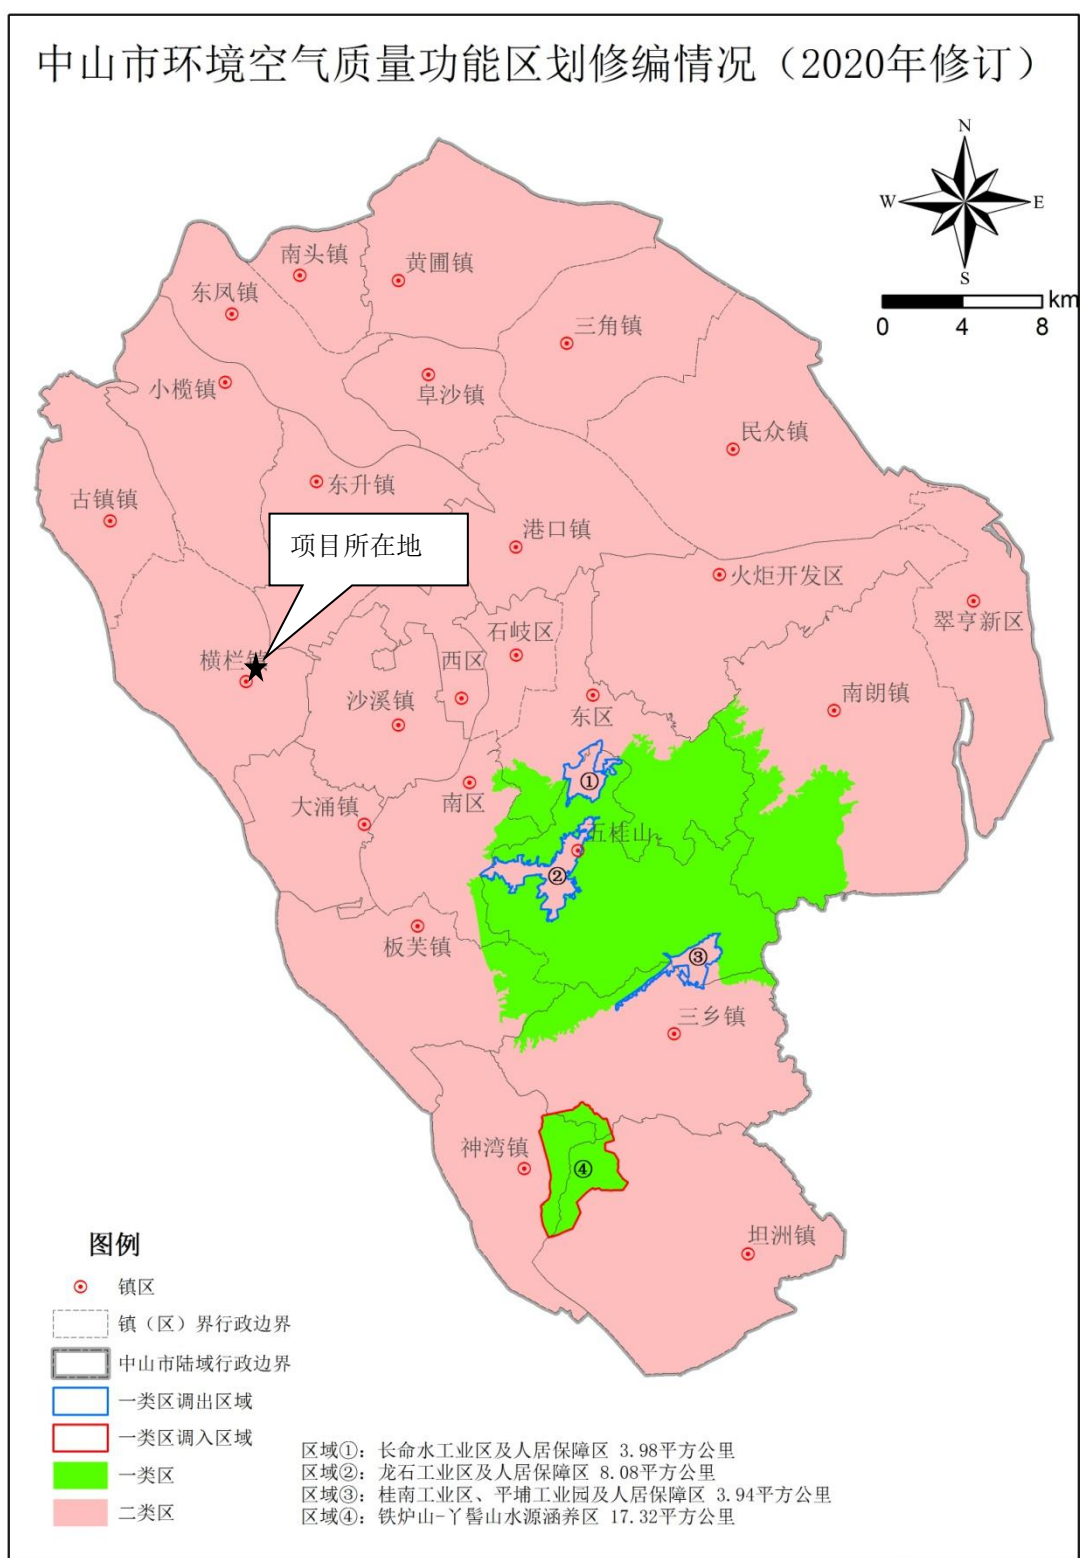 中山市环境空气质量功能区划修编情况（2020年修订）
N
W
E
S
km
0 4 8
南头镇
黄圃镇
东凤镇
三角镇
小榄镇
阜沙镇
民众镇
东升镇
古镇镇
港口镇
项目所在地
火炬开发区
翠亨新区
石岐区
横栏镇
西区
沙溪镇
南朗镇
东区
①
南区
大涌镇
五桂山
②
板芙镇
③
三乡镇
神湾镇
④
坦洲镇
图例
镇区
镇（区）界行政边界
中山市陆域行政边界
一类区调出区域
一类区调入区域
一类区
二类区
区域①：长命水工业区及人居保障区 3.98平方公里
区域②：龙石工业区及人居保障区 8.08平方公里
区域③：桂南工业区、平埔工业园及人居保障区 3.94平方公里
区域④：铁炉山-丫髻山水源涵养区 17.32平方公里